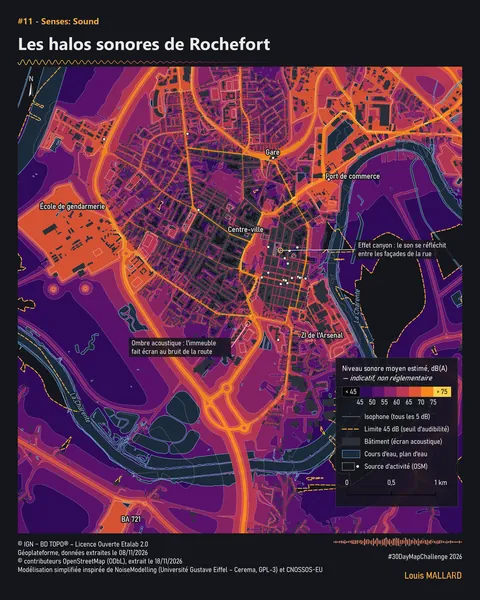 #11 - Senses: Sound
Les halos sonores de Rochefort
N
Gare
Port de commerce
École de gendarmerie
Centre-ville
Effet canyon : le son se réfléchit
entre les façades de la rue
La Charente
Ombre acoustique : l'immeuble
fait écran au bruit de la route
ZI de l'Arsenal
La Charente
BA 721
Niveau sonore moyen estimé, dB(A)
— indicatif, non réglementaire
< 45
> 75
45 50 55 60 65 70 75
Isophone (tous les 5 dB)
Limite 45 dB (seuil d'audibilité)
Bâtiment (écran acoustique)
Cours d'eau, plan d'eau
Source d'activité (OSM)
0 0,5 1 km
© IGN – BD TOPO® – Licence Ouverte Etalab 2.0
Géoplateforme, données extraites le 08/11/2026
© contributeurs OpenStreetMap (ODbL), extrait le 18/11/2026
Modélisation simplifiée inspirée de NoiseModelling (Université Gustave Eiffel – Cerema, GPL-3) et CNOSSOS-EU
#30DayMapChallenge 2026
Louis MALLARD